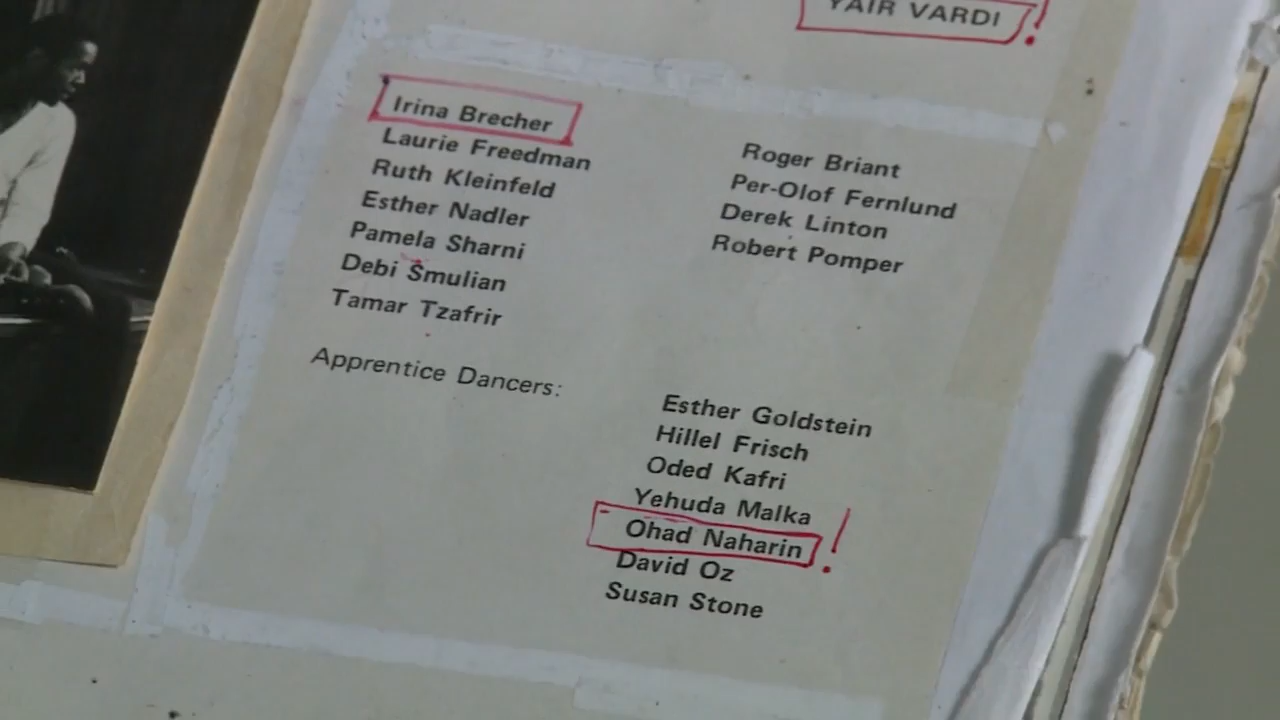 YAIR VARDI !
Irina Brecher
Laurie Freedman
Ruth Kleinfeld
Esther Nadler
Pamela Sharni
Debi Smulian
Tamar Tzafrir
Roger Briant
Per-Olof Fernlund
Derek Linton
Robert Pomper
Apprentice Dancers:
Esther Goldstein
Hillel Frisch
Oded Kafri
Yehuda Malka
Ohad Naharin !
David Oz
Susan Stone